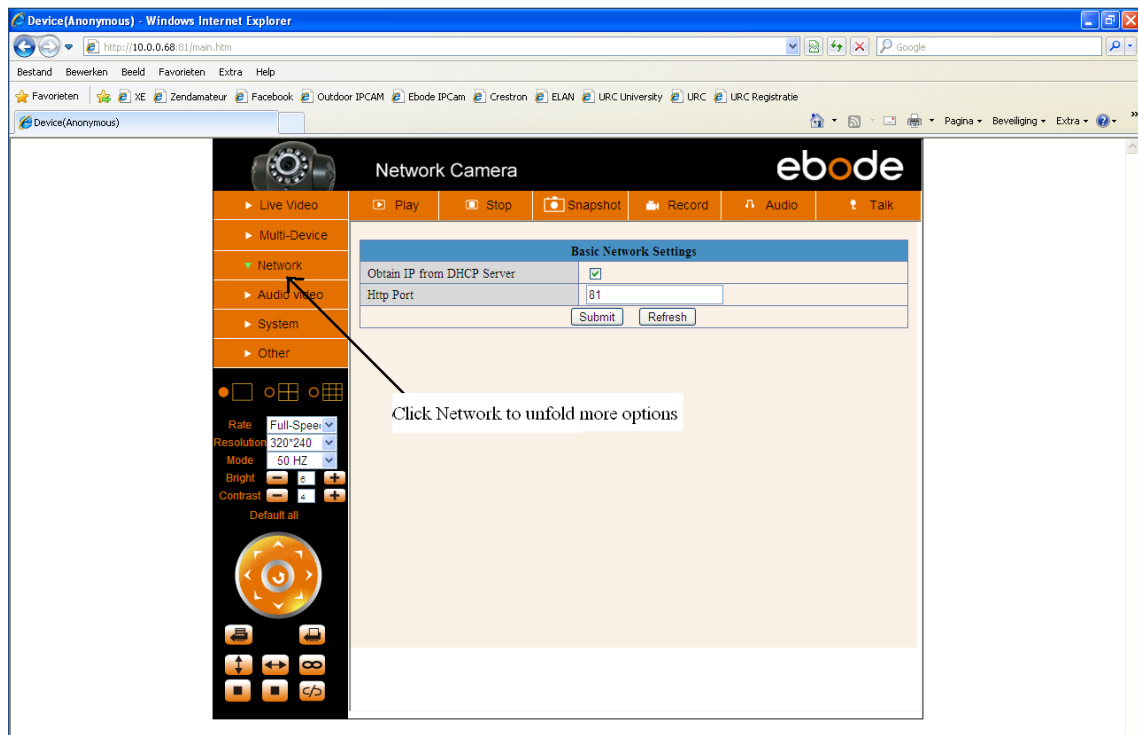 Device(Anonymous) - Windows Internet Explorer
http://10.0.0.68:81/main.htm
Google
Bestand Bewerken Beeld Favorieten Extra Help
Favorieten XE Zendamateur Facebook Outdoor IPCAM Ebode IPCam Crestron ELAN URC University URC URC Registratie
Device(Anonymous)
Pagina Beveiliging Extra »
Network Camera
ebode
Live Video
Play Stop Snapshot Record Audio Talk
Multi-Device
Network
Audio video
System
Other
Basic Network Settings
Obtain IP from DHCP Server
Http Port 81
Submit Refresh
Click Network to unfold more options
Rate Full-Spee
Resolution 320*240
Mode 50 HZ
Bright 6
Contrast 4
Default all